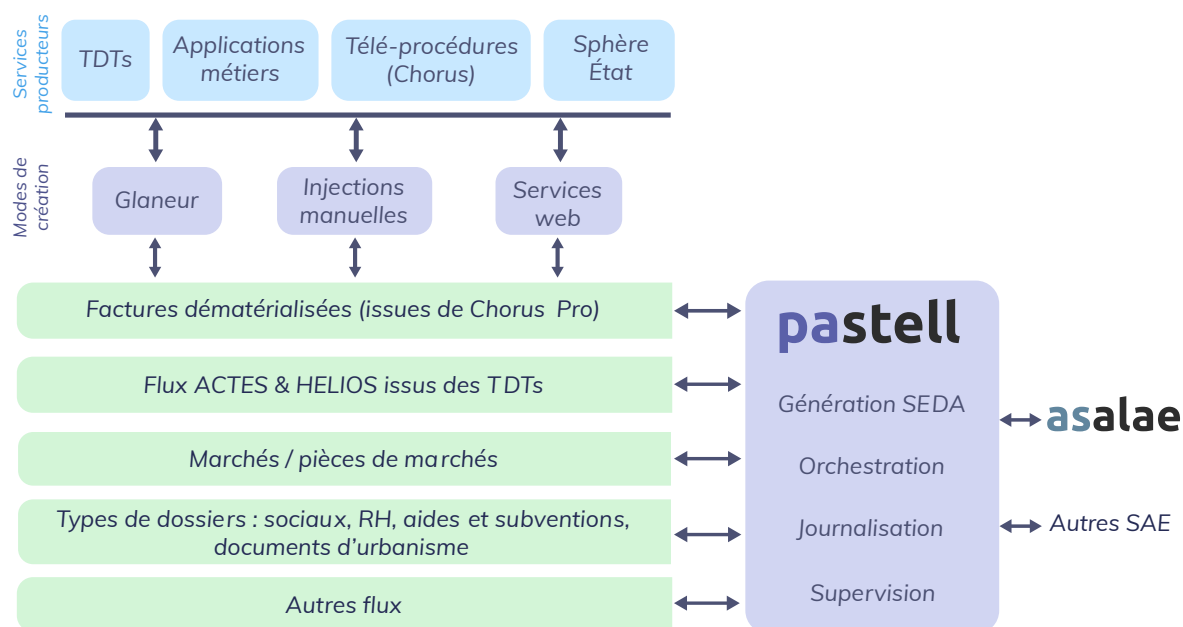 Services
producteurs
TDTs
Applications
métiers
Télé-procédures
(Chorus)
Sphère
État
Modes de
création
Glaneur
Injections
manuelles
Services
web
Factures dématérialisées (issues de Chorus Pro)
Flux ACTES & HELIOS issus des TDTs
Marchés / pièces de marchés
Types de dossiers : sociaux, RH, aides et subventions,
documents d’urbanisme
Autres flux
pastell
Génération SEDA
Orchestration
Journalisation
Supervision
asalae
Autres SAE